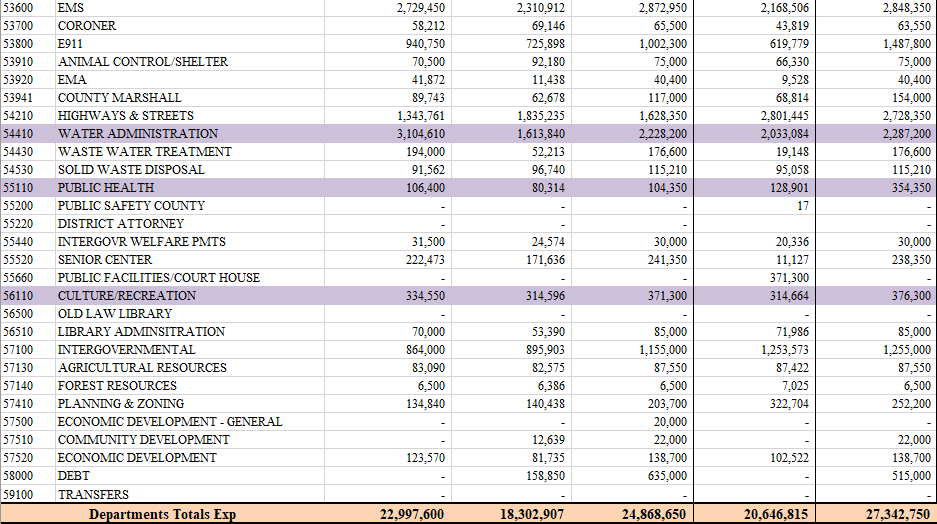 53600 EMS 2,729,450 2,310,912 2,872,950 2,168,506 2,848,350
53700 CORONER 58,212 69,146 65,500 43,819 63,550
53800 E911 940,750 725,898 1,002,300 619,779 1,487,800
53910 ANIMAL CONTROL/SHELTER 70,500 92,180 75,000 66,330 75,000
53920 EMA 41,872 11,438 40,400 9,528 40,400
53941 COUNTY MARSHALL 89,743 62,678 117,000 68,814 154,000
54210 HIGHWAYS & STREETS 1,343,761 1,835,235 1,628,350 2,801,445 2,728,350
54410 WATER ADMINISTRATION 3,104,610 1,613,840 2,228,200 2,033,084 2,287,200
54430 WASTE WATER TREATMENT 194,000 52,213 176,600 19,148 176,600
54530 SOLID WASTE DISPOSAL 91,562 96,740 115,210 95,058 115,210
55110 PUBLIC HEALTH 106,400 80,314 104,350 128,901 354,350
55200 PUBLIC SAFETY COUNTY - - - 17 -
55220 DISTRICT ATTORNEY - - - -
55440 INTERGOVR WELFARE PMTS 31,500 24,574 30,000 20,336 30,000
55520 SENIOR CENTER 222,473 171,636 241,350 11,127 238,350
55660 PUBLIC FACILITIES/COURT HOUSE - - - 371,300 -
56110 CULTURE/RECREATION 334,550 314,596 371,300 314,664 376,300
56500 OLD LAW LIBRARY - - - - -
56510 LIBRARY ADMINSITRATION 70,000 53,390 85,000 71,986 85,000
57100 INTERGOVERNMENTAL 864,000 895,903 1,155,000 1,253,573 1,255,000
57130 AGRICULTURAL RESOURCES 83,090 82,575 87,550 87,422 87,550
57140 FOREST RESOURCES 6,500 6,386 6,500 7,025 6,500
57410 PLANNING & ZONING 134,840 140,438 203,700 322,704 252,200
57500 ECONOMIC DEVELOPMENT - GENERAL - - 20,000 - -
57510 COMMUNITY DEVELOPMENT - 12,639 22,000 - 22,000
57520 ECONOMIC DEVELOPMENT 123,570 81,735 138,700 102,522 138,700
58000 DEBT - 158,850 635,000 - 515,000
59100 TRANSFERS - - - - -
Departments Totals Exp 22,997,600 18,302,907 24,868,650 20,646,815 27,342,750